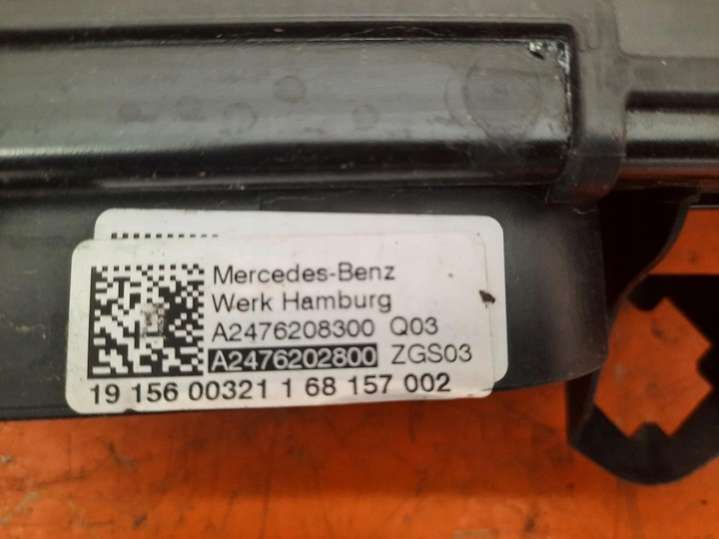 Mercedes-Benz
Werk Hamburg
A2476208300 Q03
A2476202800 ZGS03
19 156 00321 1 68 157 002